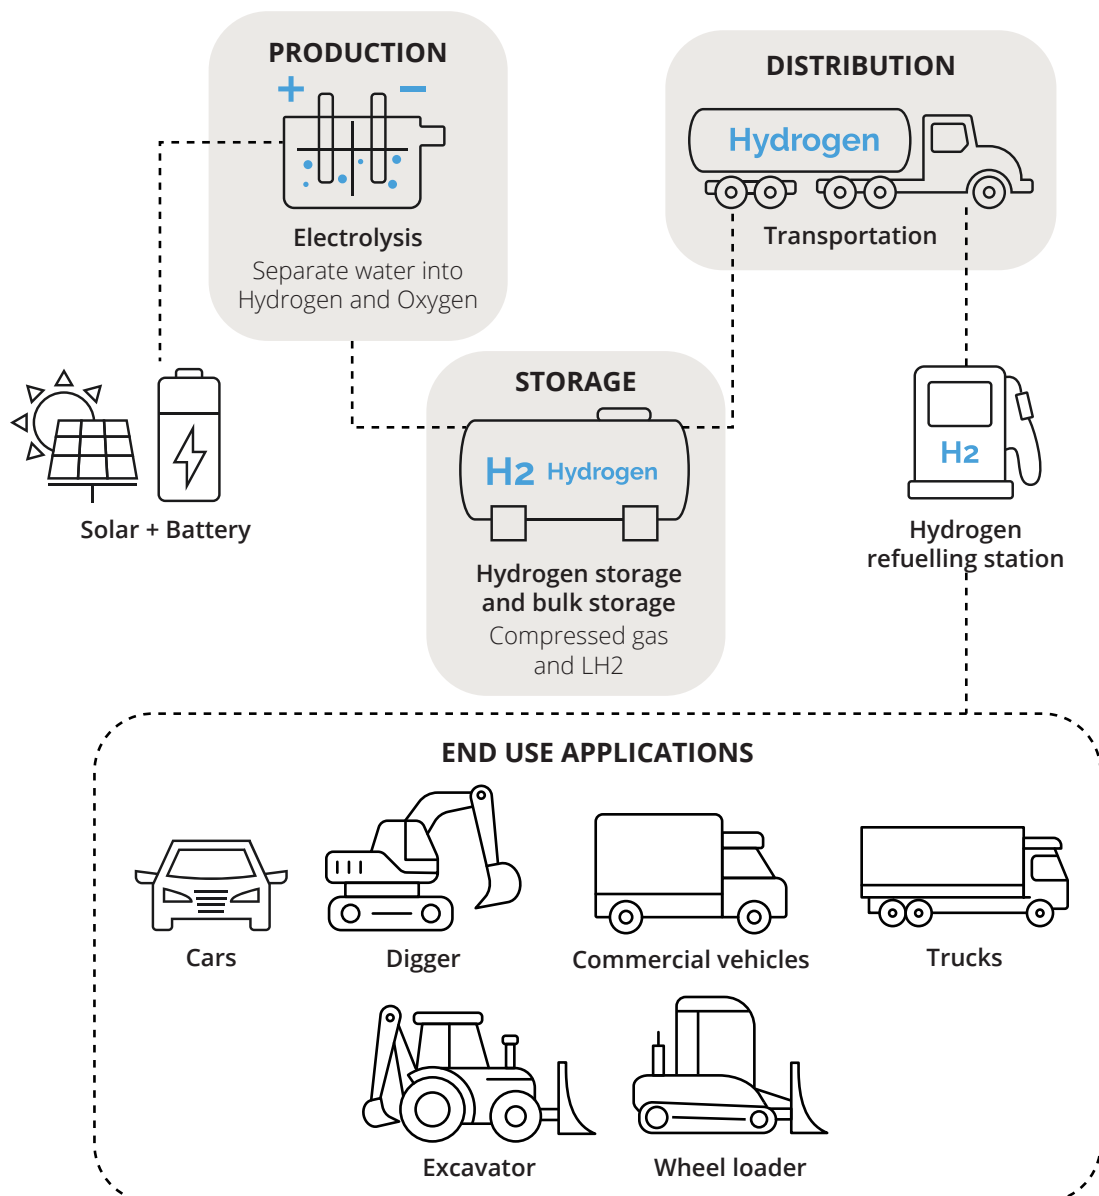 PRODUCTION
+ −
Electrolysis
Separate water into
Hydrogen and Oxygen
DISTRIBUTION
Hydrogen
Transportation
Solar + Battery
STORAGE
H2 Hydrogen
Hydrogen storage
and bulk storage
Compressed gas
and LH2
H2
Hydrogen
refuelling station
END USE APPLICATIONS
Cars
Digger
Commercial vehicles
Trucks
Excavator
Wheel loader